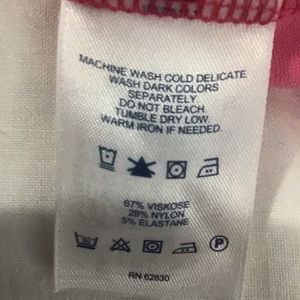 MACHINE WASH COLD DELICATE
WASH DARK COLORS
SEPARATELY.
DO NOT BLEACH.
TUMBLE DRY LOW.
WARM IRON IF NEEDED.
67% VISKOSE
28% NYLON
5% ELASTANE
P
RN 62830